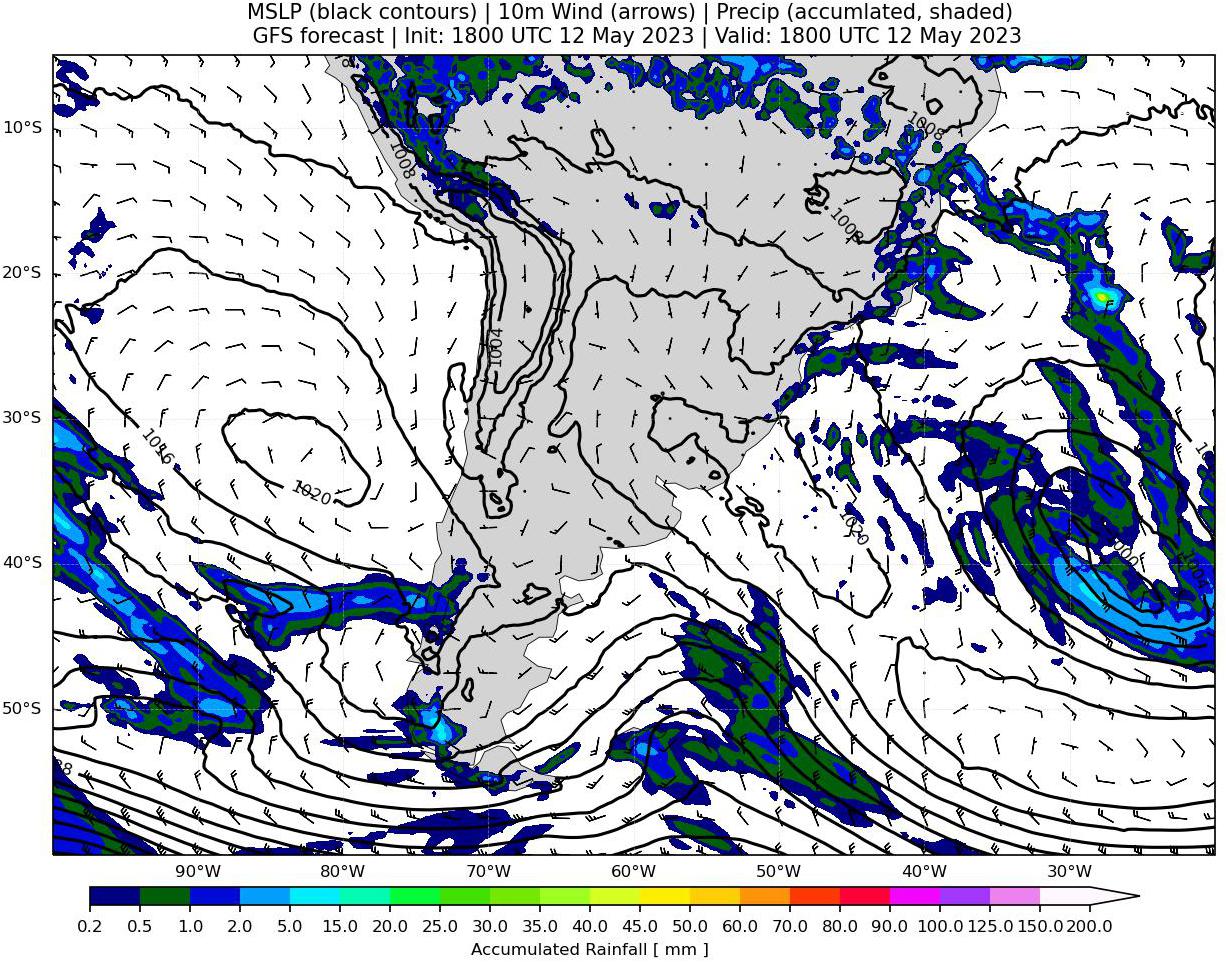 MSLP (black contours) | 10m Wind (arrows) | Precip (accumlated, shaded)
GFS forecast | Init: 1800 UTC 12 May 2023 | Valid: 1800 UTC 12 May 2023
10°S
20°S
30°S
40°S
50°S
1008
1008
1008
1004
1016
1020
1020
90°W
80°W
70°W
60°W
50°W
40°W
30°W
0.2 0.5 1.0 2.0 5.0 10.0 15.0 20.0 25.0 30.0 35.0 40.0 45.0 50.0 60.0 70.0 80.0 90.0 100.0 125.0 150.0 200.0
Accumulated Rainfall [ mm ]